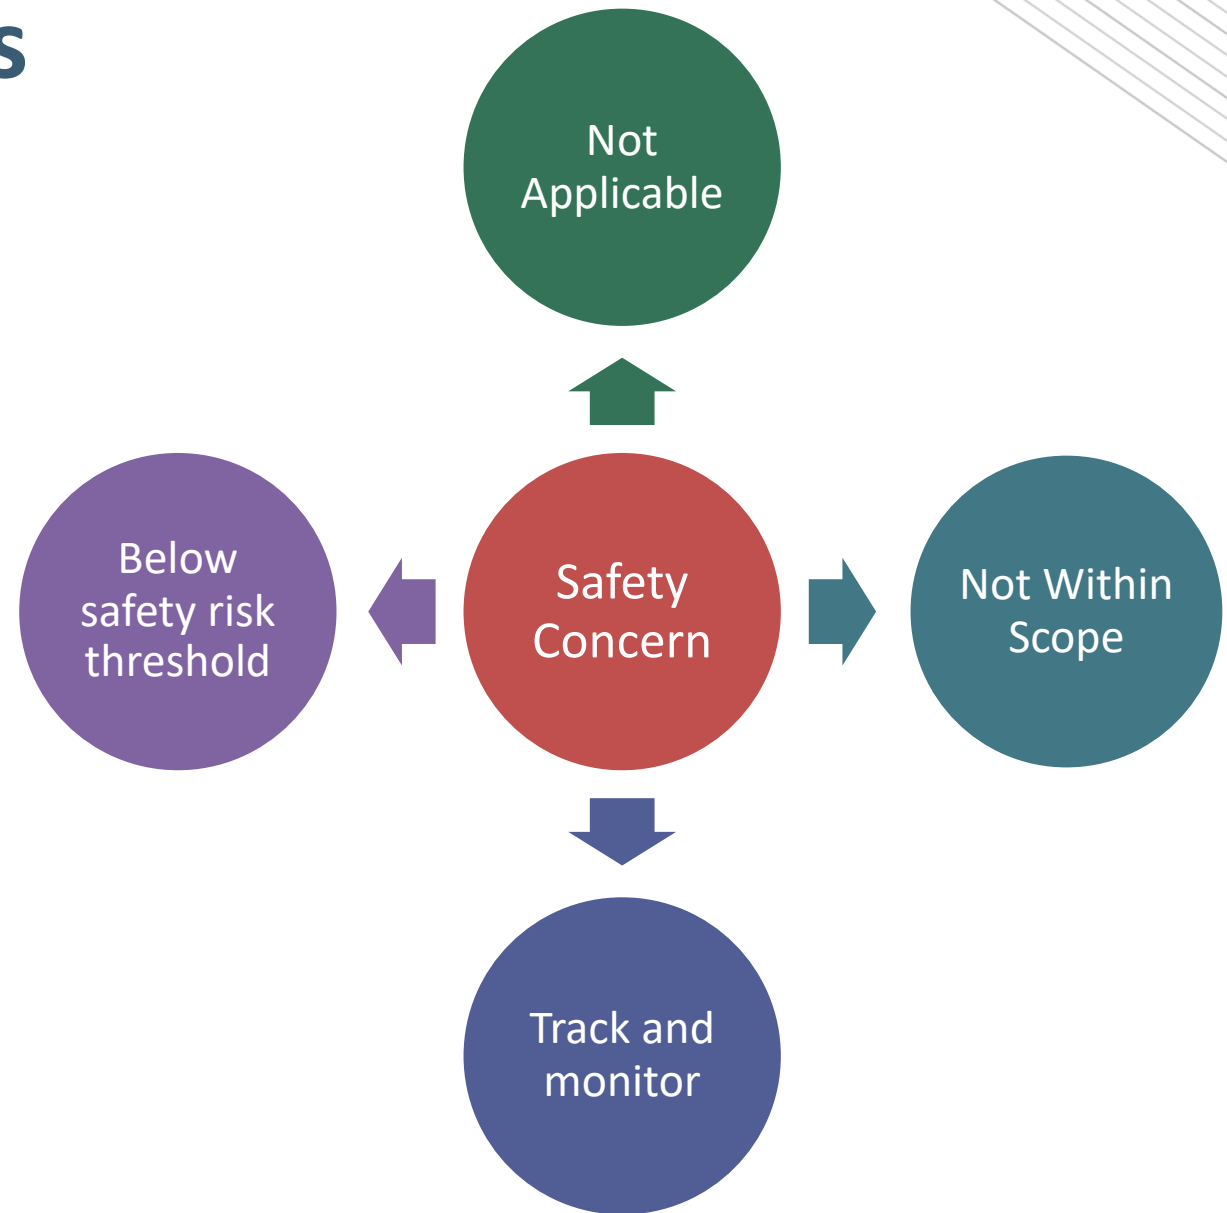 s
Not
Applicable
Below
safety risk
threshold
Safety
Concern
Not Within
Scope
Track and
monitor